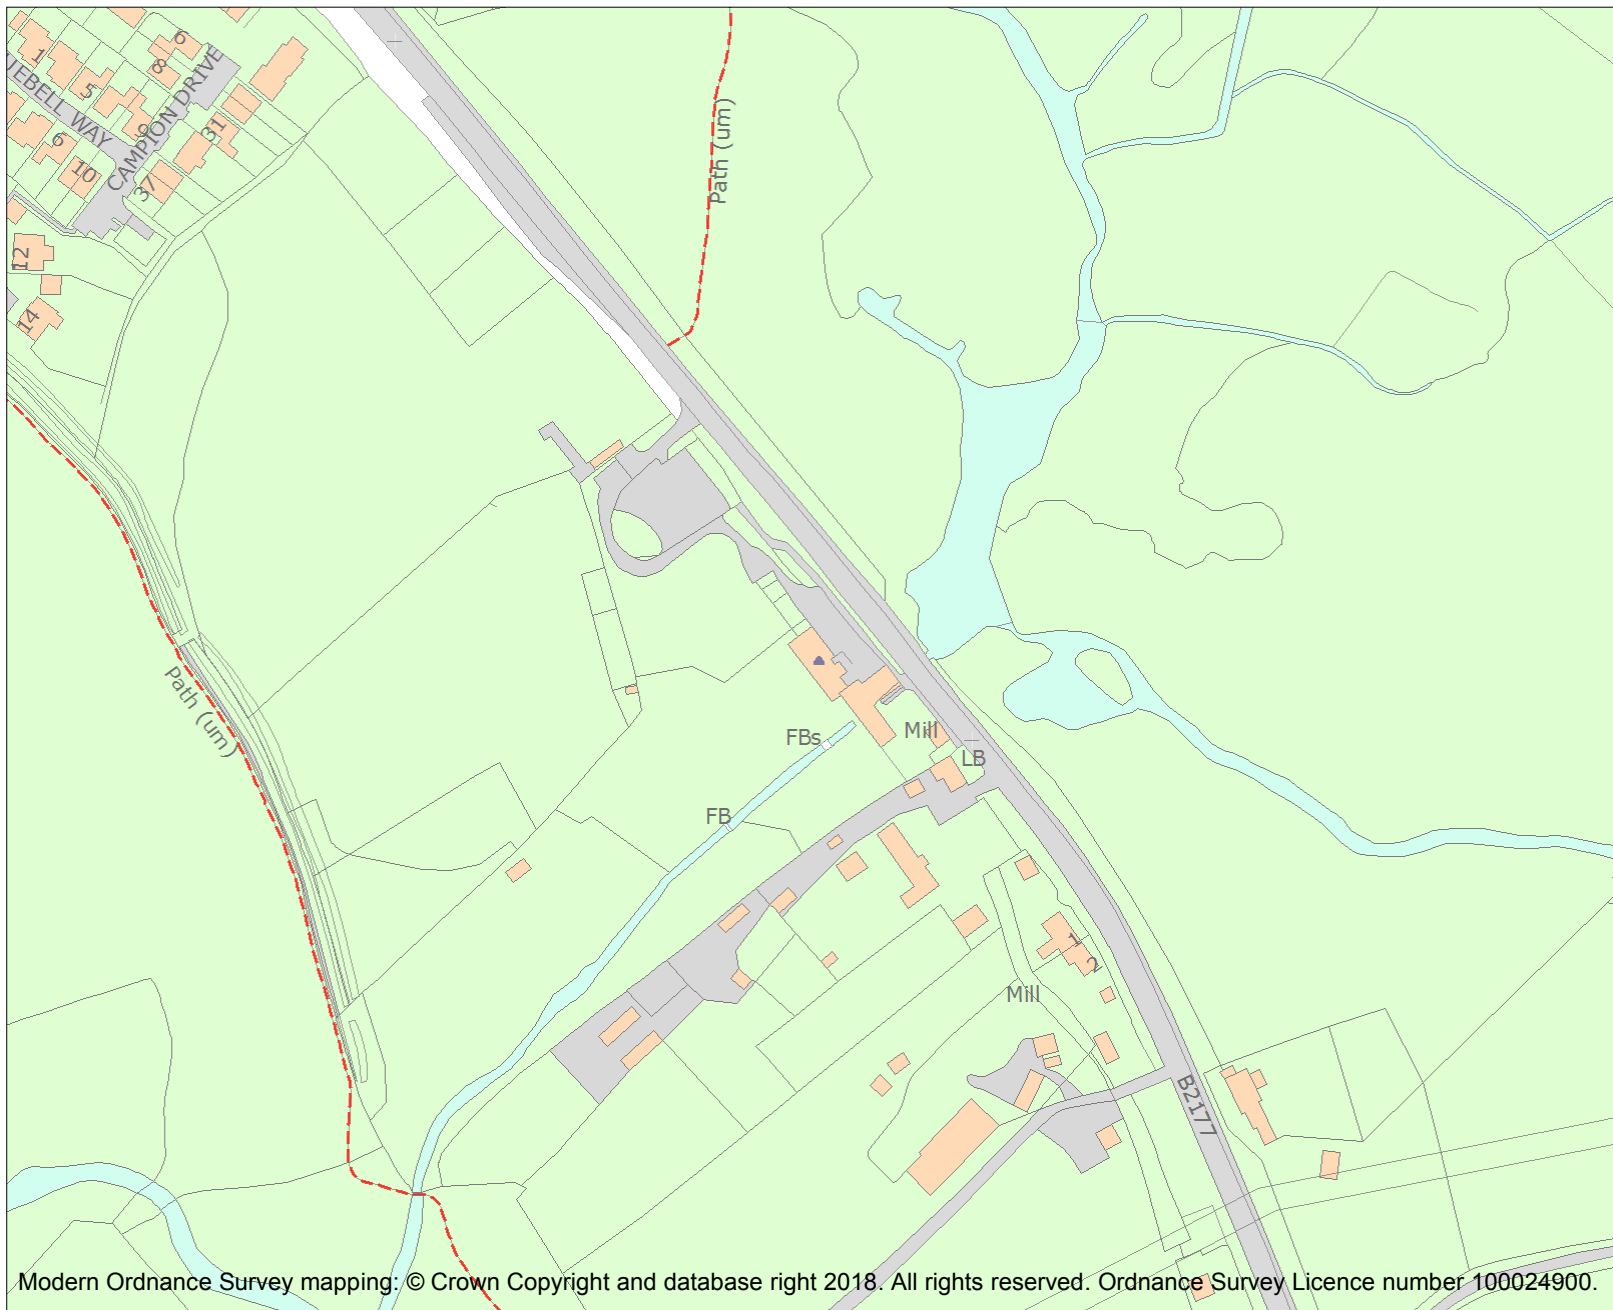 1
5
6
8
9
UEBELL WAY
CAMPION DRIVE
31
6
10
37
12
14
Path (um)
Path (um)
FBs
Mill
LB
FB
1
2
Mill
B2177
Modern Ordnance Survey mapping: © Crown Copyright and database right 2018. All rights reserved. Ordnance Survey Licence number 100024900.